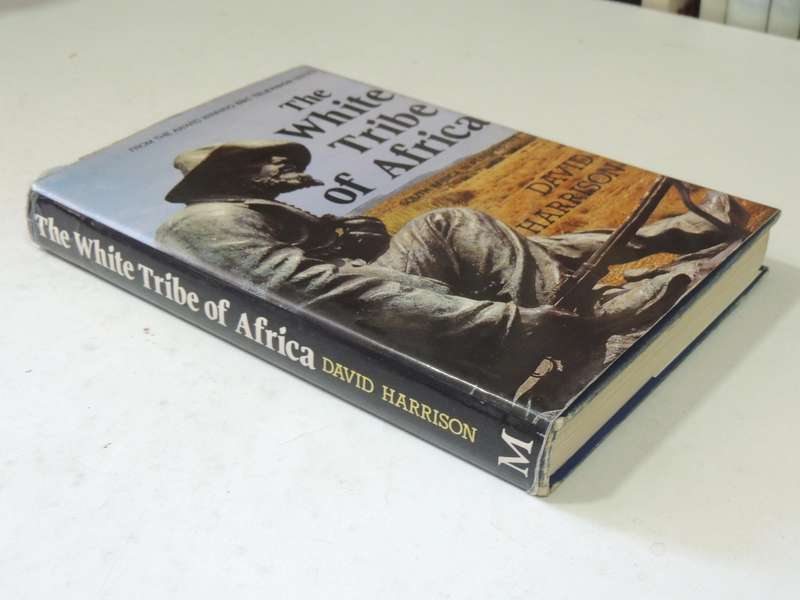 FROM THE AWARD WINNING BBC TELEVISION SERIES
The
White
Tribe
of Africa
DAVID
HARRISON
The White Tribe of Africa DAVID HARRISON M